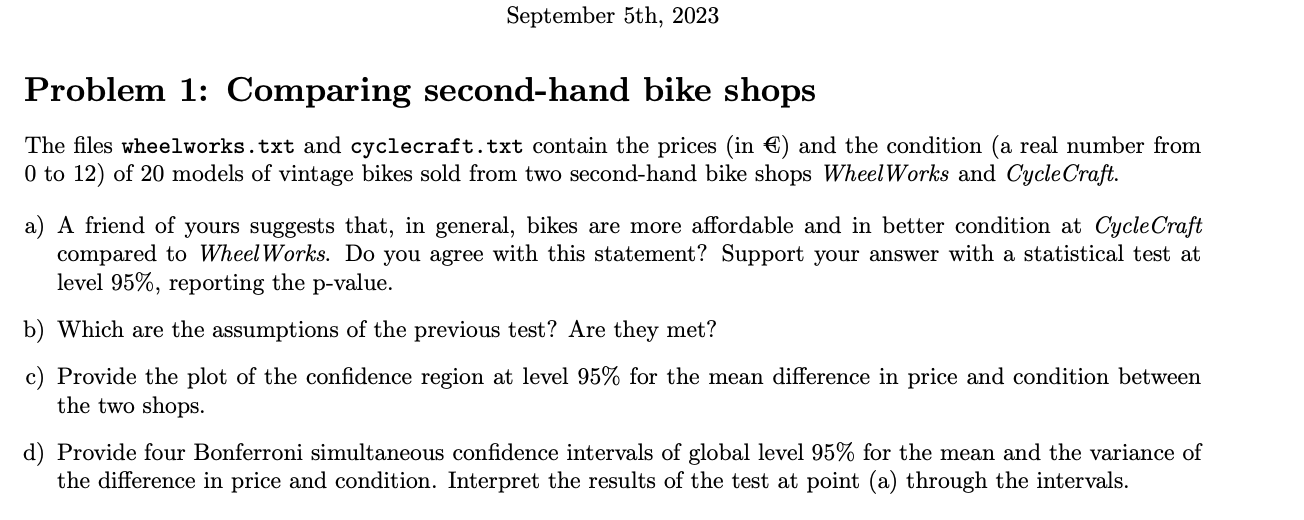 September 5th, 2023
Problem 1: Comparing second-hand bike shops
The files wheelworks.txt and cyclecraft.txt contain the prices (in €) and the condition (a real number from
0 to 12) of 20 models of vintage bikes sold from two second-hand bike shops WheelWorks and CycleCraft.
a) A friend of yours suggests that, in general, bikes are more affordable and in better condition at CycleCraft
compared to WheelWorks. Do you agree with this statement? Support your answer with a statistical test at
level 95%, reporting the p-value.
b) Which are the assumptions of the previous test? Are they met?
c) Provide the plot of the confidence region at level 95% for the mean difference in price and condition between
the two shops.
d) Provide four Bonferroni simultaneous confidence intervals of global level 95% for the mean and the variance of
the difference in price and condition. Interpret the results of the test at point (a) through the intervals.